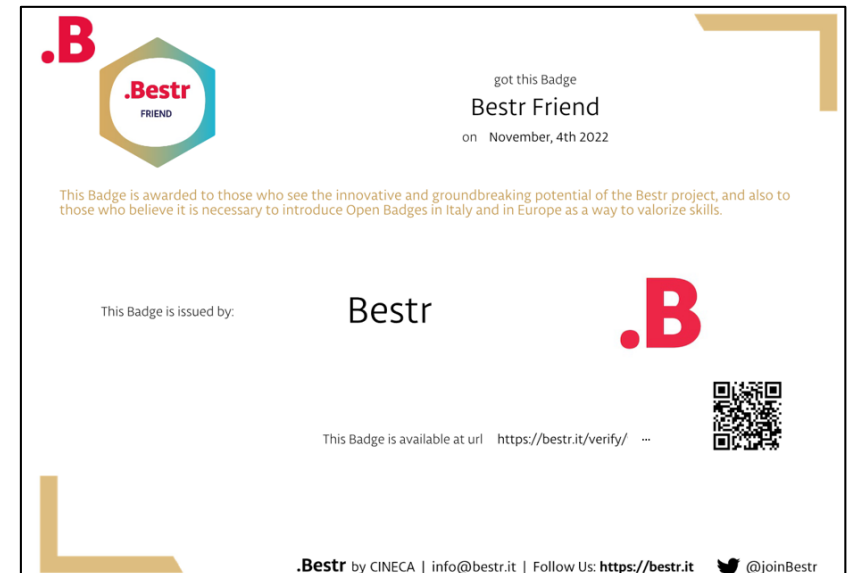 .B
.Bestr
FRIEND
got this Badge
Bestr Friend
on November, 4th 2022
This Badge is awarded to those who see the innovative and groundbreaking potential of the Bestr project, and also to
those who believe it is necessary to introduce Open Badges in Italy and in Europe as a way to valorize skills.
This Badge is issued by: Bestr
.B
This Badge is available at url https://bestr.it/verify/ ...
.Bestr by CINECA | info@bestr.it | Follow Us: https://bestr.it @joinBestr